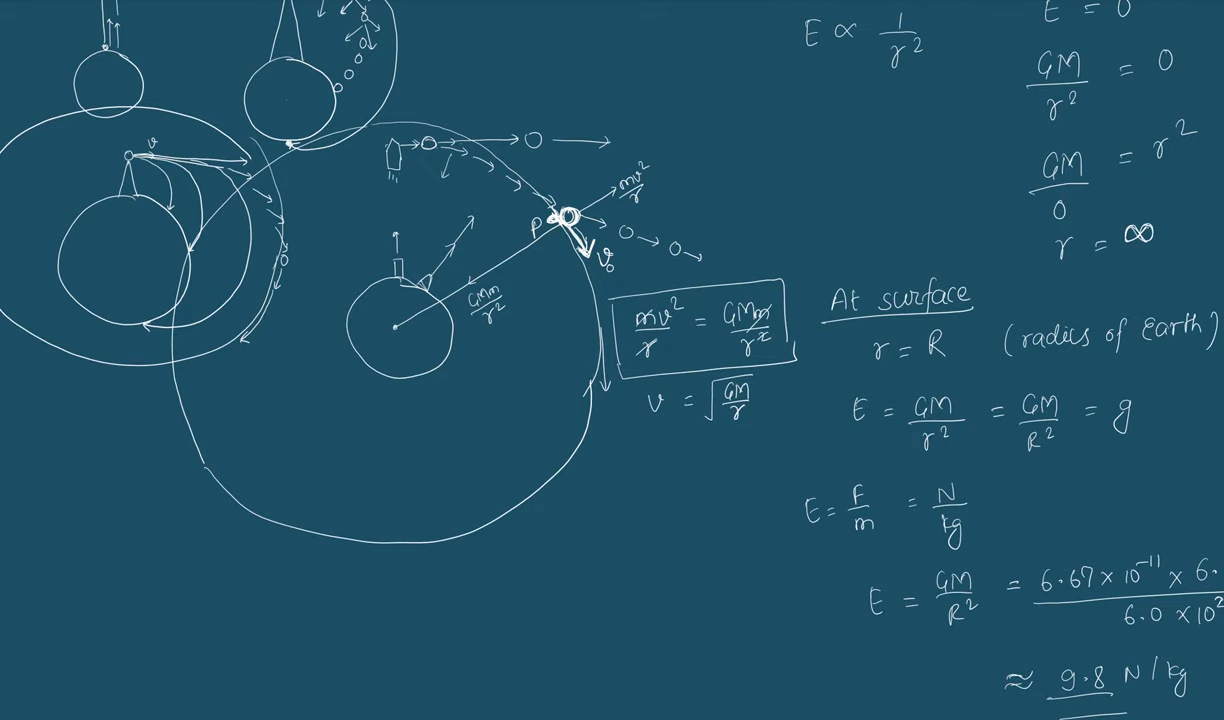 v
mv²/r
P
v₀
GMm/r²
mv²/r = GMm/r²
v = √(GM/r)
E ∝ 1/r²
E = 0
GM/r² = 0
GM/0 = r²
r = ∞
At surface
r = R (radius of Earth)
E = GM/r² = GM/R² = g
E = F/m = N/kg
E = GM/R² = 6.67 × 10⁻¹¹ × 6. / 6.0 × 10²
≈ 9.8 N/kg